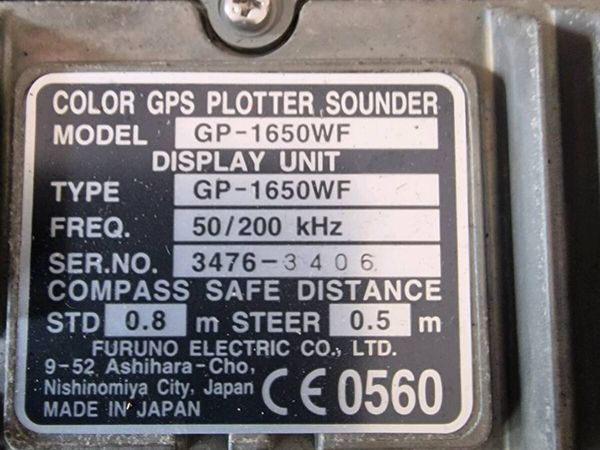 COLOR GPS PLOTTER SOUNDER
MODEL GP-1650WF
DISPLAY UNIT
TYPE GP-1650WF
FREQ. 50/200 kHz
SER.NO. 3476-3406
COMPASS SAFE DISTANCE
STD 0.8 m STEER 0.5 m
FURUNO ELECTRIC CO., LTD.
9-52 Ashihara-Cho,
Nishinomiya City, Japan
MADE IN JAPAN
CE 0560